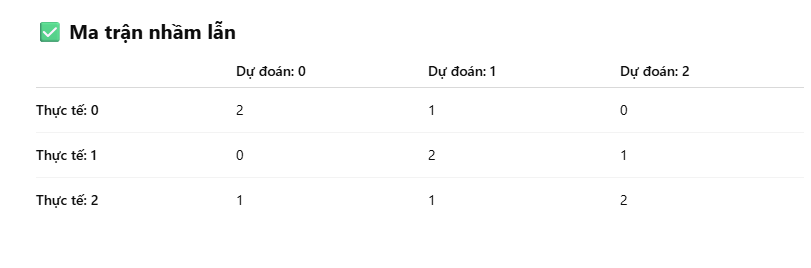 ✅ Ma trận nhầm lẫn
Dự đoán: 0 Dự đoán: 1 Dự đoán: 2
Thực tế: 0 2 1 0
Thực tế: 1 0 2 1
Thực tế: 2 1 1 2